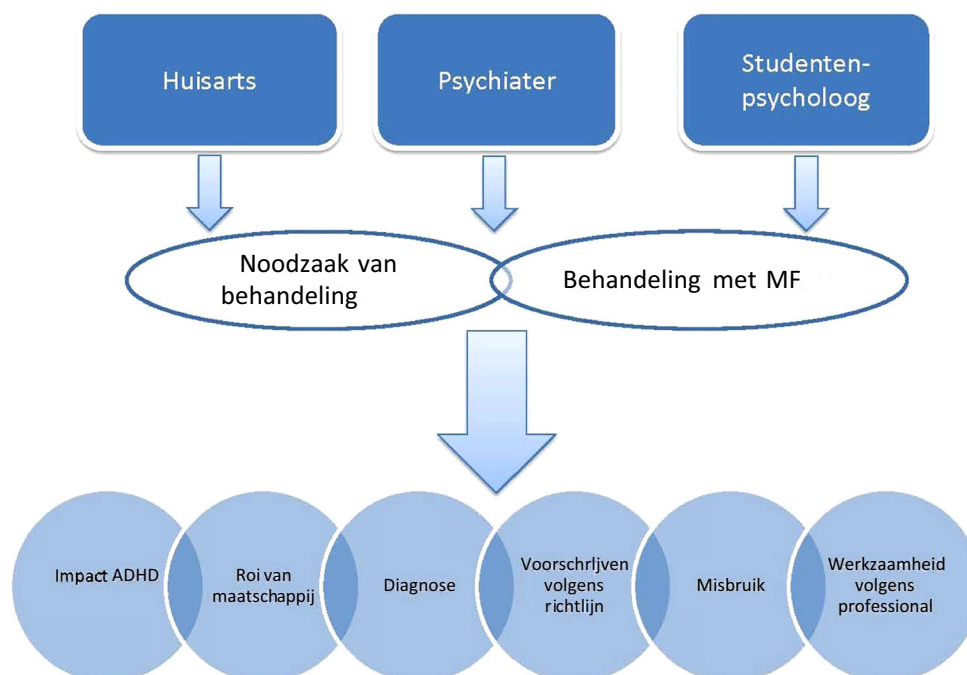 Huisarts
Psychiater
Studenten-
psycholoog
Noodzaak van
behandeling
Behandeling met MF
Impact ADHD
Roi van
maatschappij
Diagnose
Voorschrljven
volgens
richtlijn
Misbruik
Werkzaamheid
volgens
professional